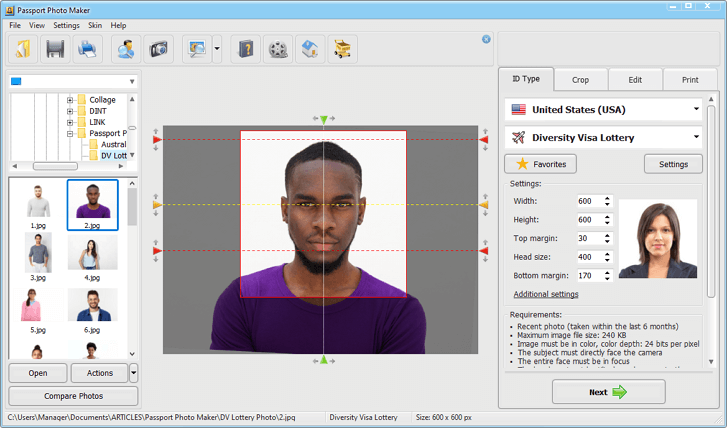 Passport Photo Maker
File View Settings Skin Help
ID Type Crop Edit Print
United States (USA)
Diversity Visa Lottery
Favorites Settings
Settings:
Width: 600
Height: 600
Top margin: 30
Head size: 400
Bottom margin: 170
Additional settings
Requirements:
• Recent photo (taken within the last 6 months)
• Maximum image file size: 240 KB
• Image must be in color, color depth: 24 bits per pixel
• The subject must directly face the camera
• The entire face must be in focus
Next
Collage
DINT
LINK
Passport P
Austral
DV Lott
1.jpg 2.jpg
3.jpg 4.jpg
5.jpg 6.jpg
Open Actions
Compare Photos
C:\Users\Manager\Documents\ARTICLES\Passport Photo Maker\DV Lottery Photo\2.jpg Diversity Visa Lottery Size: 600 x 600 px